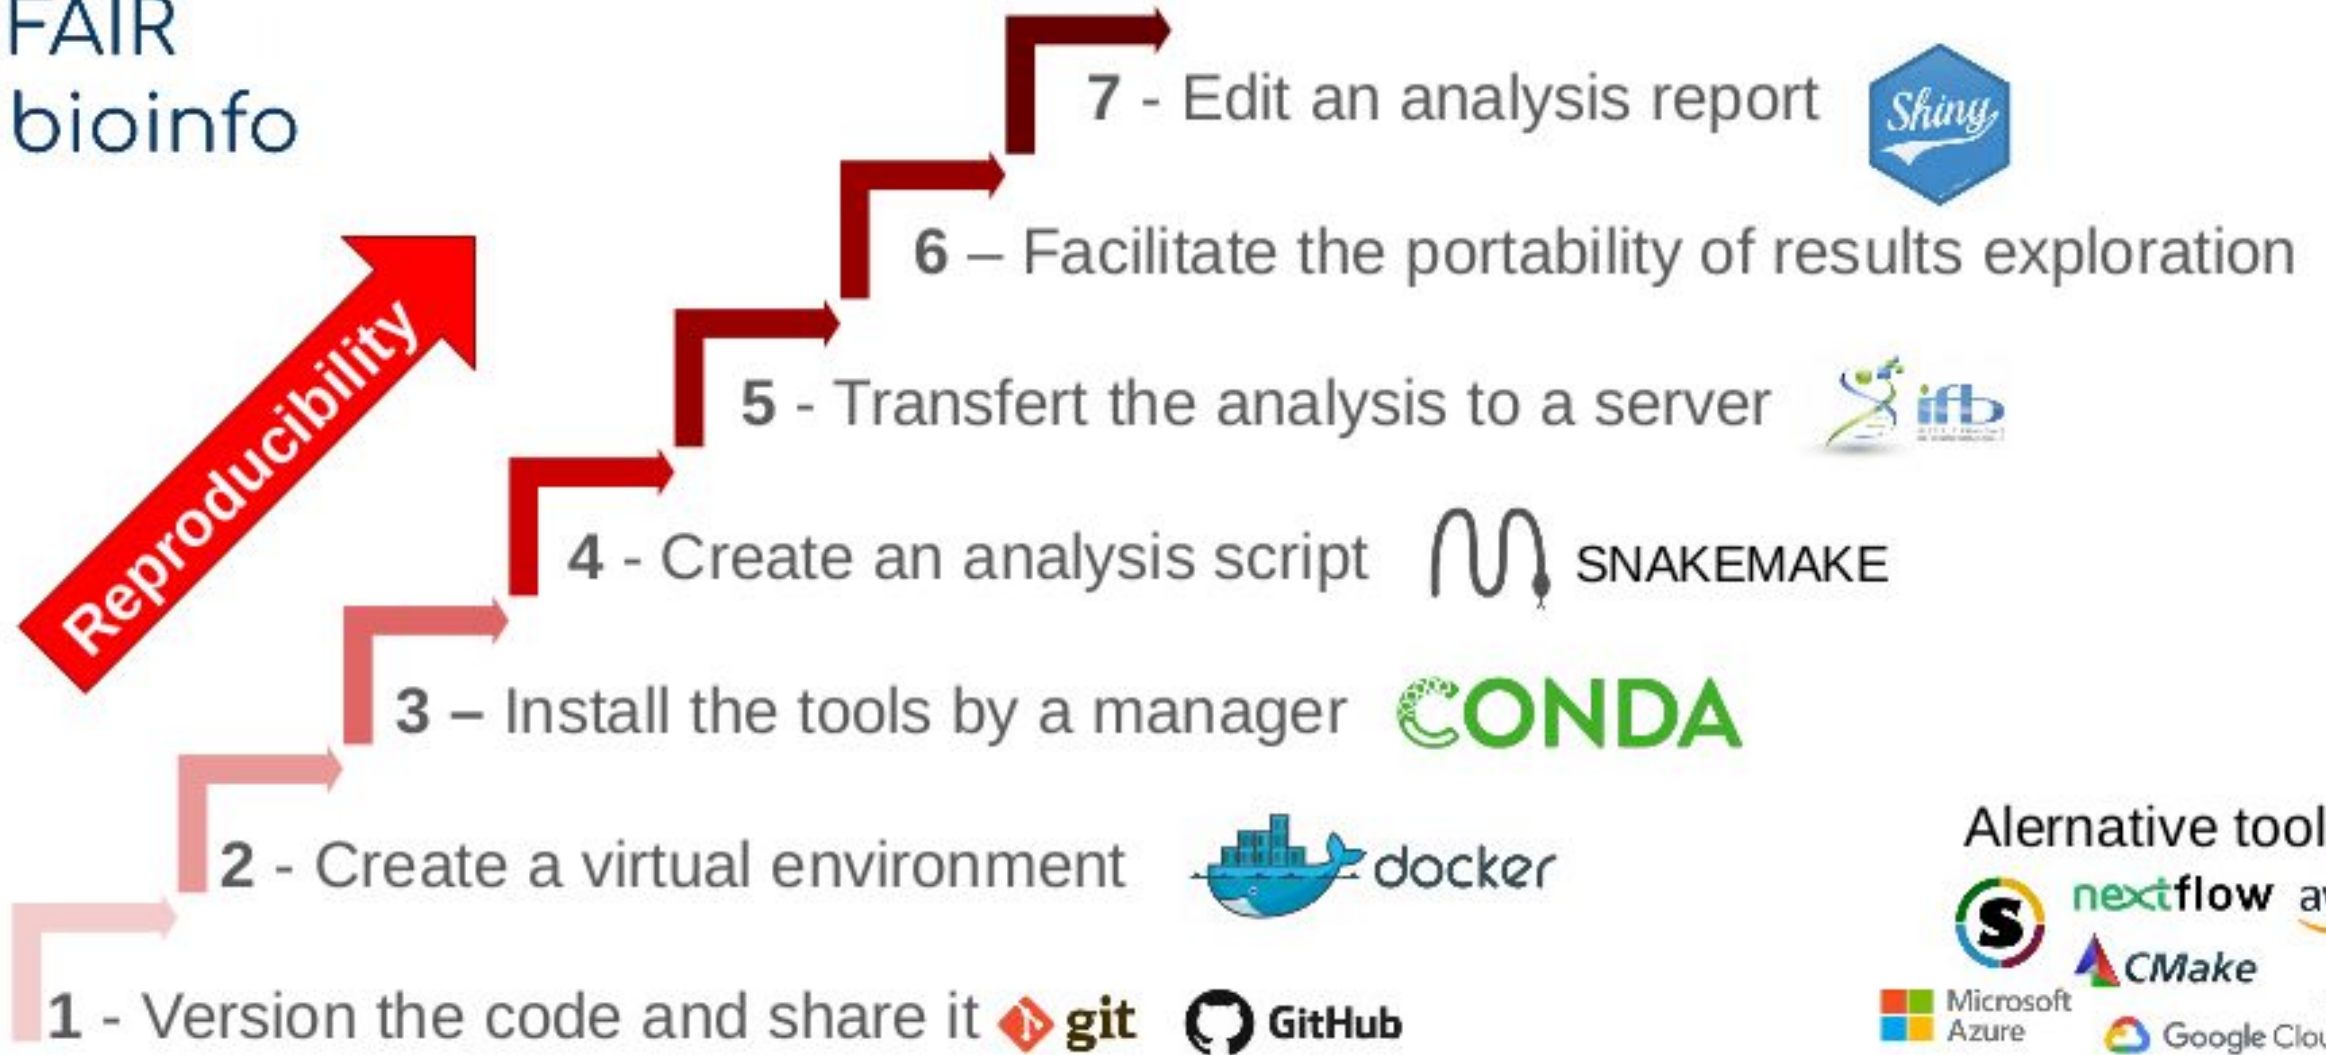 FAIR
bioinfo
7 - Edit an analysis report
Shiny
6 – Facilitate the portability of results exploration
Reproducibility
5 - Transfert the analysis to a server
ifb
4 - Create an analysis script
SNAKEMAKE
3 – Install the tools by a manager
CONDA
2 - Create a virtual environment
docker
1 - Version the code and share it
git
GitHub
Alernative tool
S
nextflow
CMake
Microsoft
Azure
Google Clou